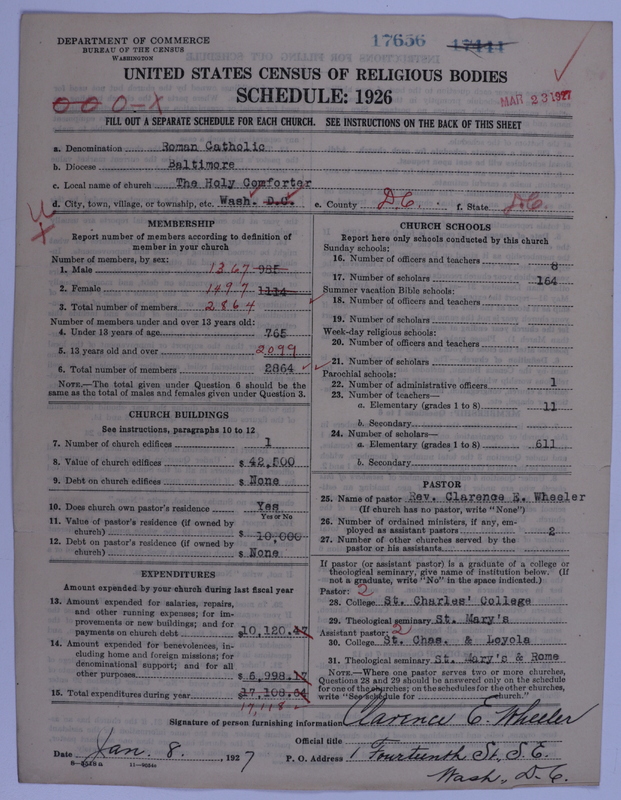 DEPARTMENT OF COMMERCE
BUREAU OF THE CENSUS
WASHINGTON
17656 17444
UNITED STATES CENSUS OF RELIGIOUS BODIES
SCHEDULE: 1926
MAR 23 1927
0 0 0-X
FILL OUT A SEPARATE SCHEDULE FOR EACH CHURCH. SEE INSTRUCTIONS ON THE BACK OF THIS SHEET
a. Denomination Roman Catholic
b. Diocese Baltimore
c. Local name of church The Holy Comforter
d. City, town, village, or township, etc. Wash. D.C. e. County D.C. f. State D.C.
MEMBERSHIP
Report number of members according to definition of
member in your church
Number of members, by sex:
1. Male 1367 985
2. Female 1497 1114
3. Total number of members 2864
Number of members under and over 13 years old:
4. Under 13 years of age 765
5. 13 years old and over 2099
6. Total number of members 2864
NOTE.—The total given under Question 6 should be the
same as the total of males and females given under Question 3.
CHURCH BUILDINGS
See instructions, paragraphs 10 to 12
7. Number of church edifices 1
8. Value of church edifices $ 42,500
9. Debt on church edifices $ None
10. Does church own pastor's residence Yes
Yes or No
11. Value of pastor's residence (if owned by
church) $ 10,000
12. Debt on pastor's residence (if owned by
church) $ None
EXPENDITURES
Amount expended by your church during last fiscal year
13. Amount expended for salaries, repairs,
and other running expenses; for im-
provements or new buildings; and for
payments on church debt $10,120.47
14. Amount expended for benevolences, in-
cluding home and foreign missions; for
denominational support; and for all
other purposes $ 6,998.17
15. Total expenditures during year $17,108.64
17,118
CHURCH SCHOOLS
Report here only schools conducted by this church
Sunday schools:
16. Number of officers and teachers 8
17. Number of scholars 164
Summer vacation Bible schools:
18. Number of officers and teachers
19. Number of scholars
Week-day religious schools:
20. Number of officers and teachers
21. Number of scholars
Parochial schools:
22. Number of administrative officers 1
23. Number of teachers—
a. Elementary (grades 1 to 8) 11
b. Secondary
24. Number of scholars—
a. Elementary (grades 1 to 8) 611
b. Secondary
PASTOR
25. Name of pastor Rev. Clarence E. Wheeler
(If church has no pastor, write "None")
26. Number of ordained ministers, if any, em-
ployed as assistant pastors 2
27. Number of other churches served by the
pastor or his assistants
If pastor (or assistant pastor) is a graduate of a college or
theological seminary, give name of institution below. (If
not a graduate, write "No" in the space indicated.)
Pastor: 2
28. College St. Charles' College
29. Theological seminary St. Mary's
Assistant pastor: 2
30. College St. Chas. & Loyola
31. Theological seminary St. Mary's & Rome
NOTE.—Where one pastor serves two or more churches,
Questions 28 and 29 should be answered only on the schedule
for one of the churches; on the schedules for the other churches,
write "See schedule for church."
Signature of person furnishing information Clarence E. Wheeler
Official title
Date Jan. 8, 1927 P. O. Address 1 Fourteenth St, S. E.
Wash, D. C.
11—9024a